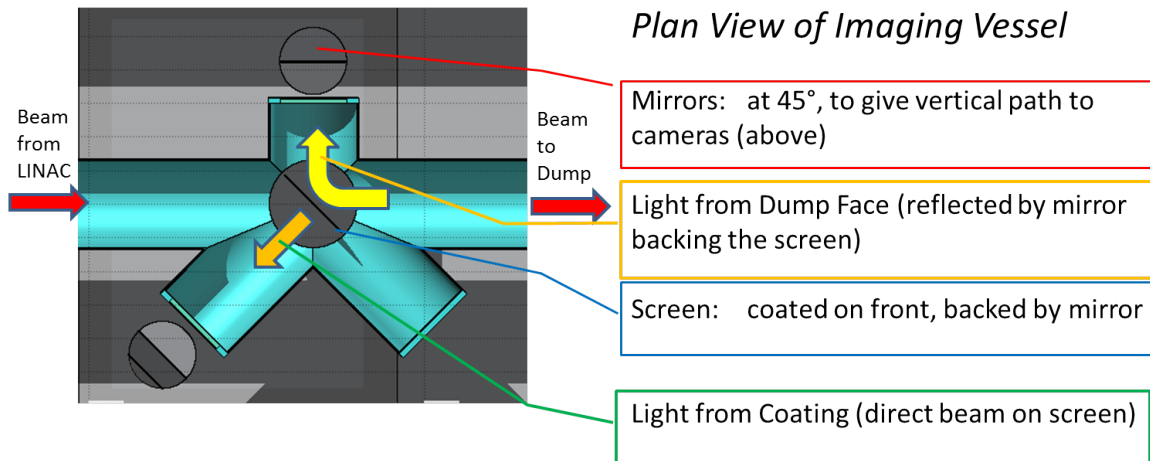 Plan View of Imaging Vessel
Beam
from
LINAC
Beam
to
Dump
Mirrors: at 45°, to give vertical path to
cameras (above)
Light from Dump Face (reflected by mirror
backing the screen)
Screen: coated on front, backed by mirror
Light from Coating (direct beam on screen)